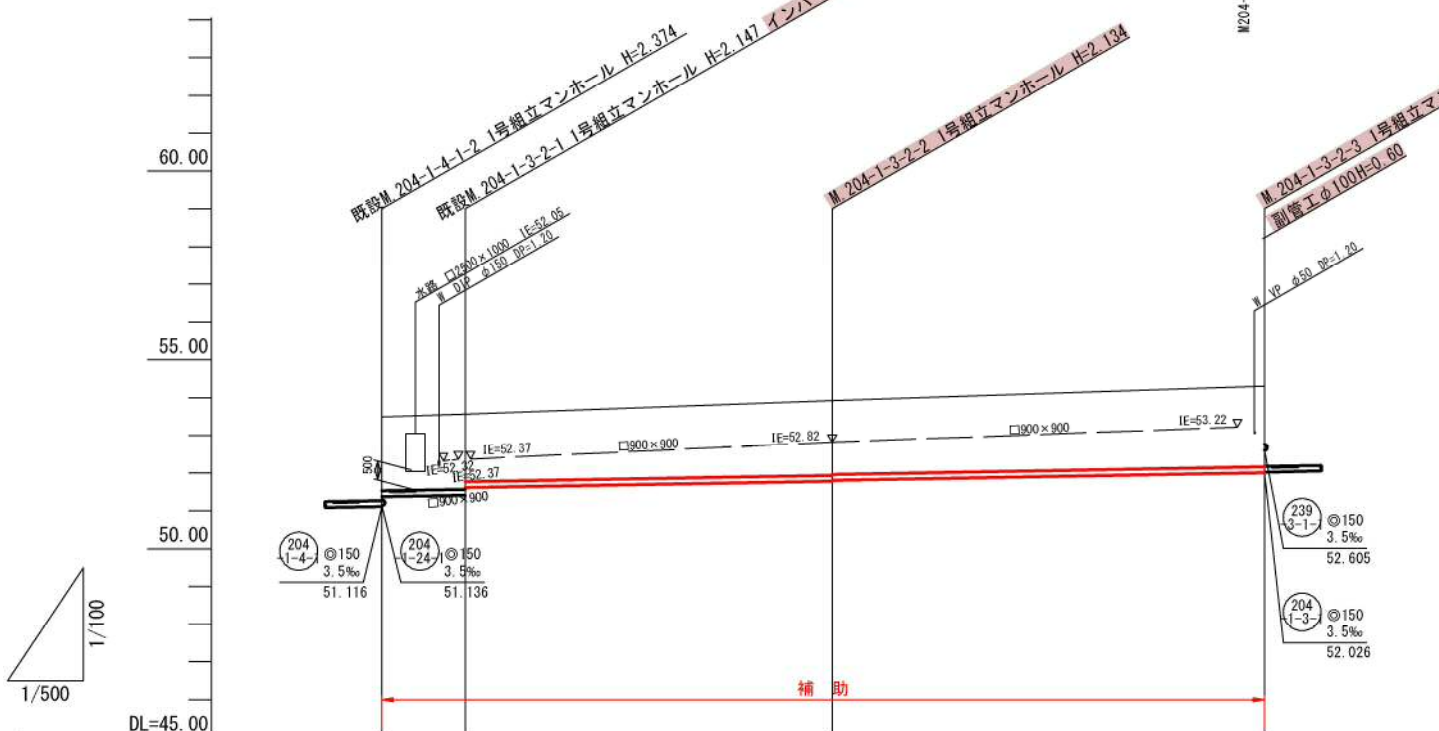 既設M.204-1-4-1-2 1号組立マンホール H=2.374
既設M.204-1-3-2-1 1号組立マンホール H=2.147
M.204-1-3-2-2 1号組立マンホール H=2.134
M204-
M.204-1-3-2-3 1号組立マ
副管工φ100H=0.60
60.00
水路 □2500×1000 IE=52.05
W DIP φ150 DP=1.20
W VP φ50 DP=1.20
55.00
IE=52.37
□900×900
IE=52.82
□900×900
IE=53.22
500
IE=52.32
IE=52.37
□900×900
50.00
204
-1-4-
◎150
3.5‰
51.116
204
1-24-1
◎150
3.5‰
51.136
239
-3-1-
◎150
3.5‰
52.605
204
-1-3-
◎150
3.5‰
52.026
1/100
1/500
補 助
DL=45.00